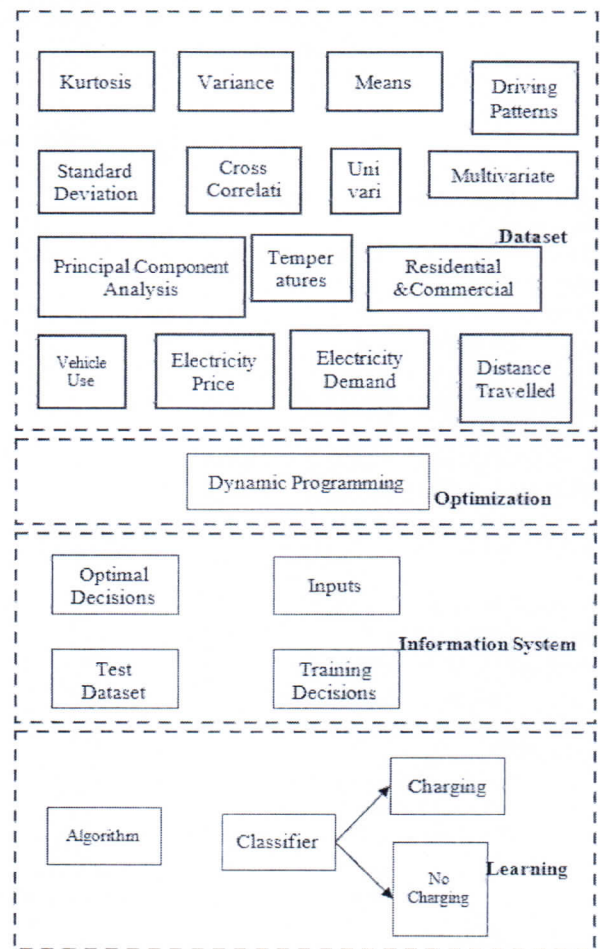 Kurtosis
Variance
Means
Driving
Patterns
Standard
Deviation
Cross
Correlati
Uni
vari
Multivariate
Dataset
Principal Component
Analysis
Temper
atures
Residential
&Commercial
Vehicle
Use
Electricity
Price
Electricity
Demand
Distance
Travelled
Dynamic Programming
Optimization
Optimal
Decisions
Inputs
Information System
Test
Dataset
Training
Decisions
Algorithm
Classifier
Charging
No
Charging
Learning